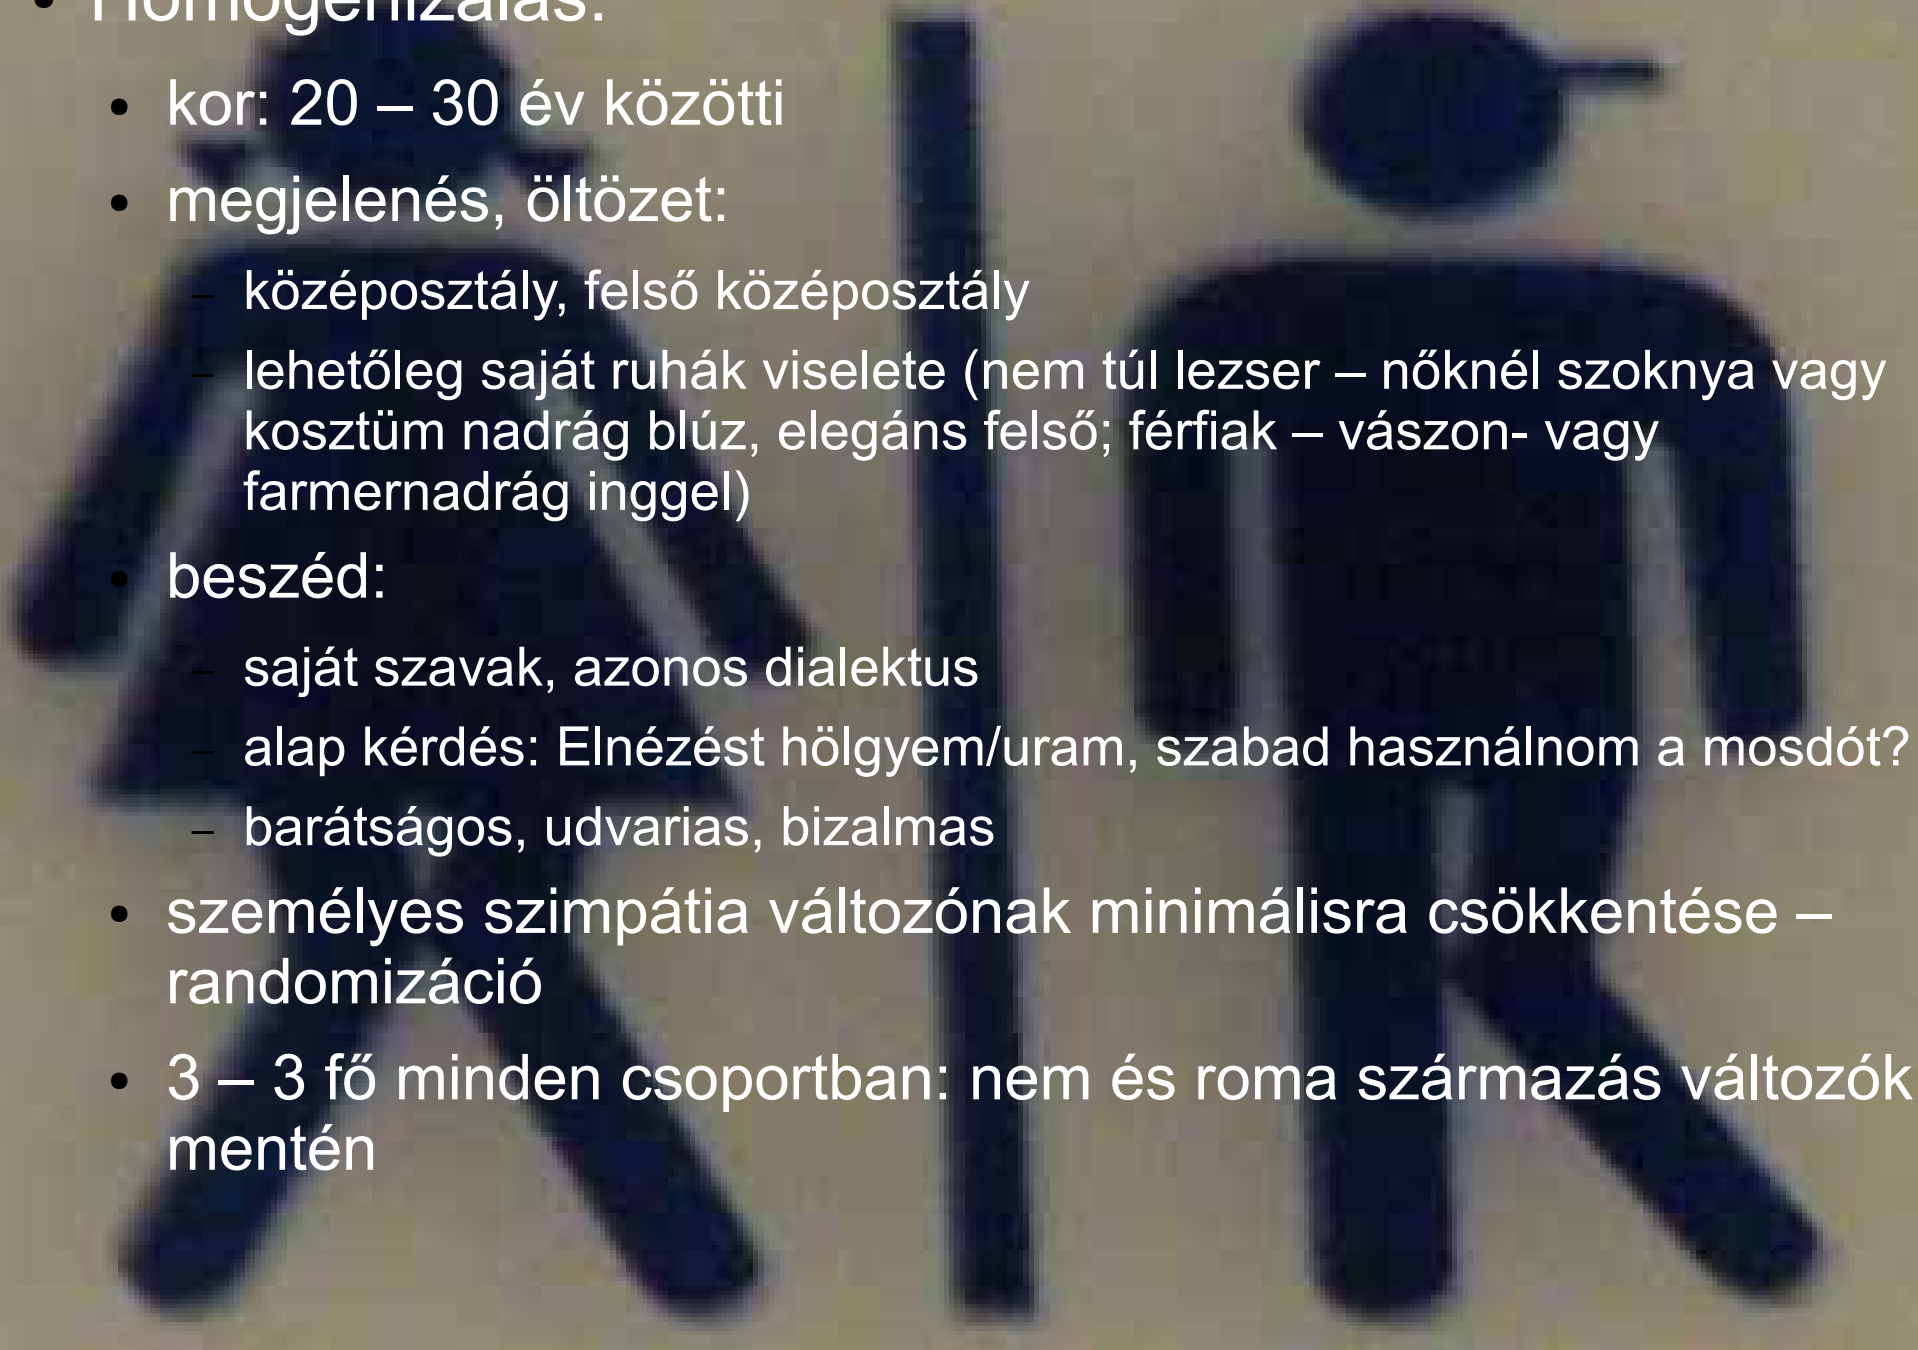 • Homogenizálás:
• kor: 20 – 30 év közötti
• megjelenés, öltözet:
– középosztály, felső középosztály
– lehetőleg saját ruhák viselete (nem túl lezser – nőknél szoknya vagy
kosztüm nadrág blúz, elegáns felső; férfiak – vászon- vagy
farmernadrág inggel)
• beszéd:
– saját szavak, azonos dialektus
– alap kérdés: Elnézést hölgyem/uram, szabad használnom a mosdót?
– barátságos, udvarias, bizalmas
• személyes szimpátia változónak minimálisra csökkentése –
randomizáció
• 3 – 3 fő minden csoportban: nem és roma származás változók
mentén